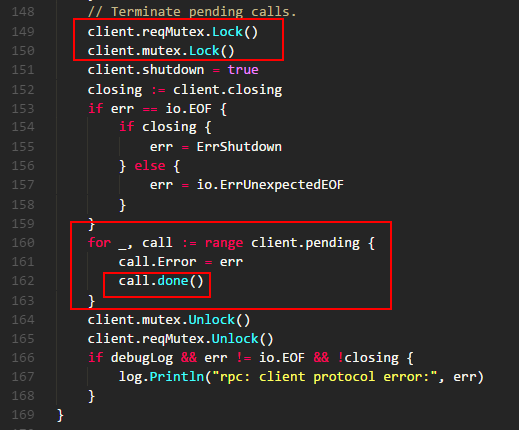 148 // Terminate pending calls.
149 client.reqMutex.Lock()
150 client.mutex.Lock()
151 client.shutdown = true
152 closing := client.closing
153 if err == io.EOF {
154 if closing {
155 err = ErrShutdown
156 } else {
157 err = io.ErrUnexpectedEOF
158 }
159 }
160 for _, call := range client.pending {
161 call.Error = err
162 call.done()
163 }
164 client.mutex.Unlock()
165 client.reqMutex.Unlock()
166 if debugLog && err != io.EOF && !closing {
167 log.Println("rpc: client protocol error:", err)
168 }
169 }